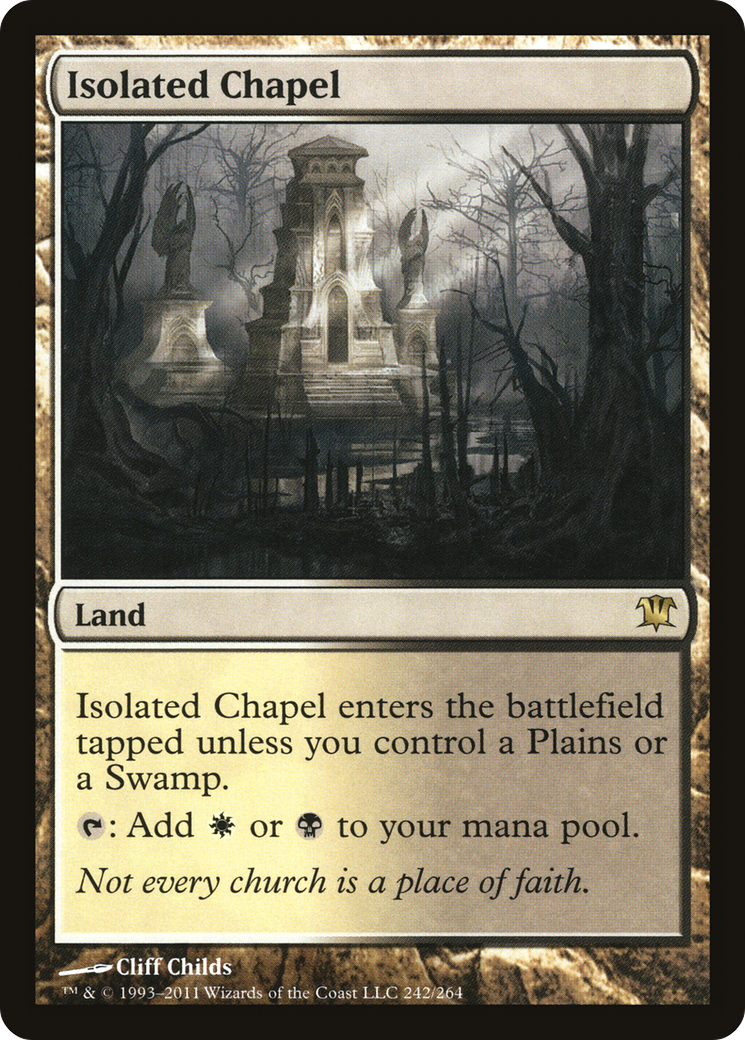 Isolated Chapel
Land
Isolated Chapel enters the battlefield
tapped unless you control a Plains or
a Swamp.
: Add or to your mana pool.
Not every church is a place of faith.
Cliff Childs
™ & © 1993–2011 Wizards of the Coast LLC 242/264